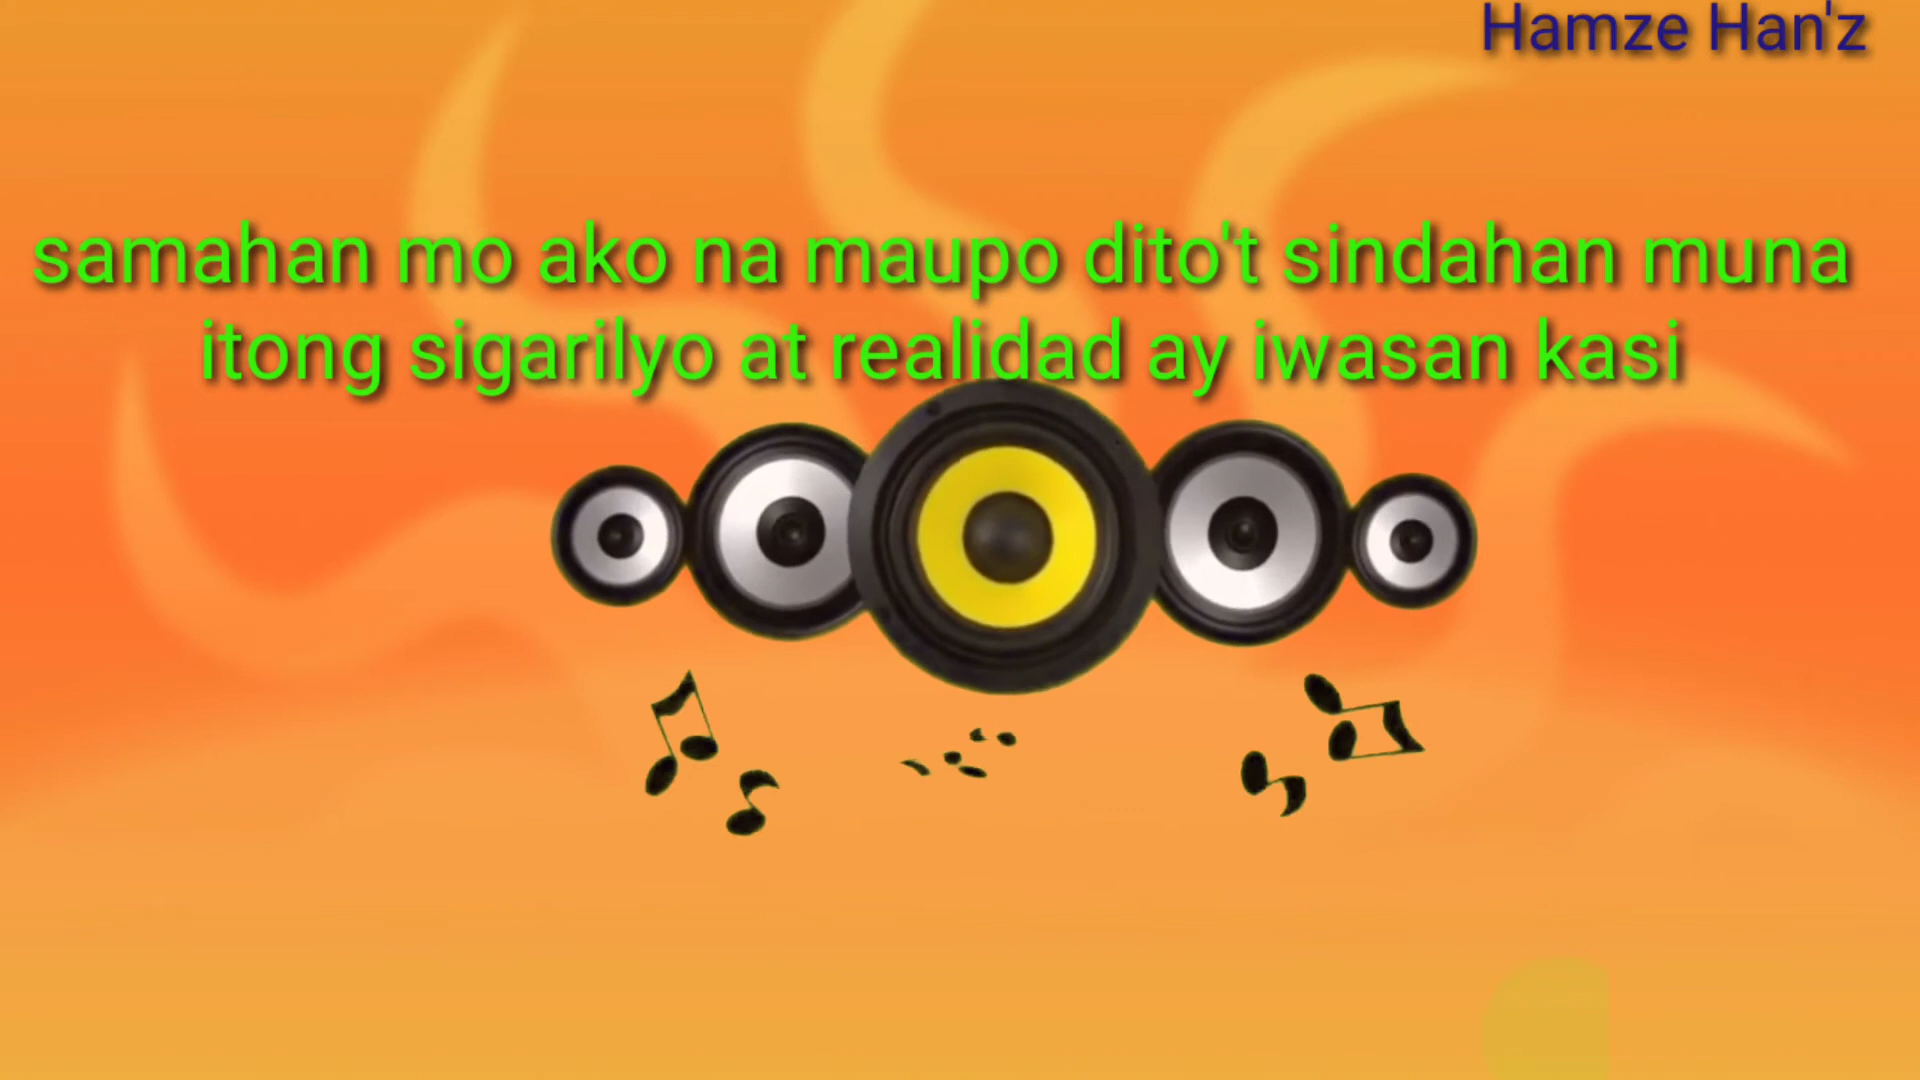 Hamze Han'z
samahan mo ako na maupo dito't sindahan muna
itong sigarilyo at realidad ay iwasan kasi